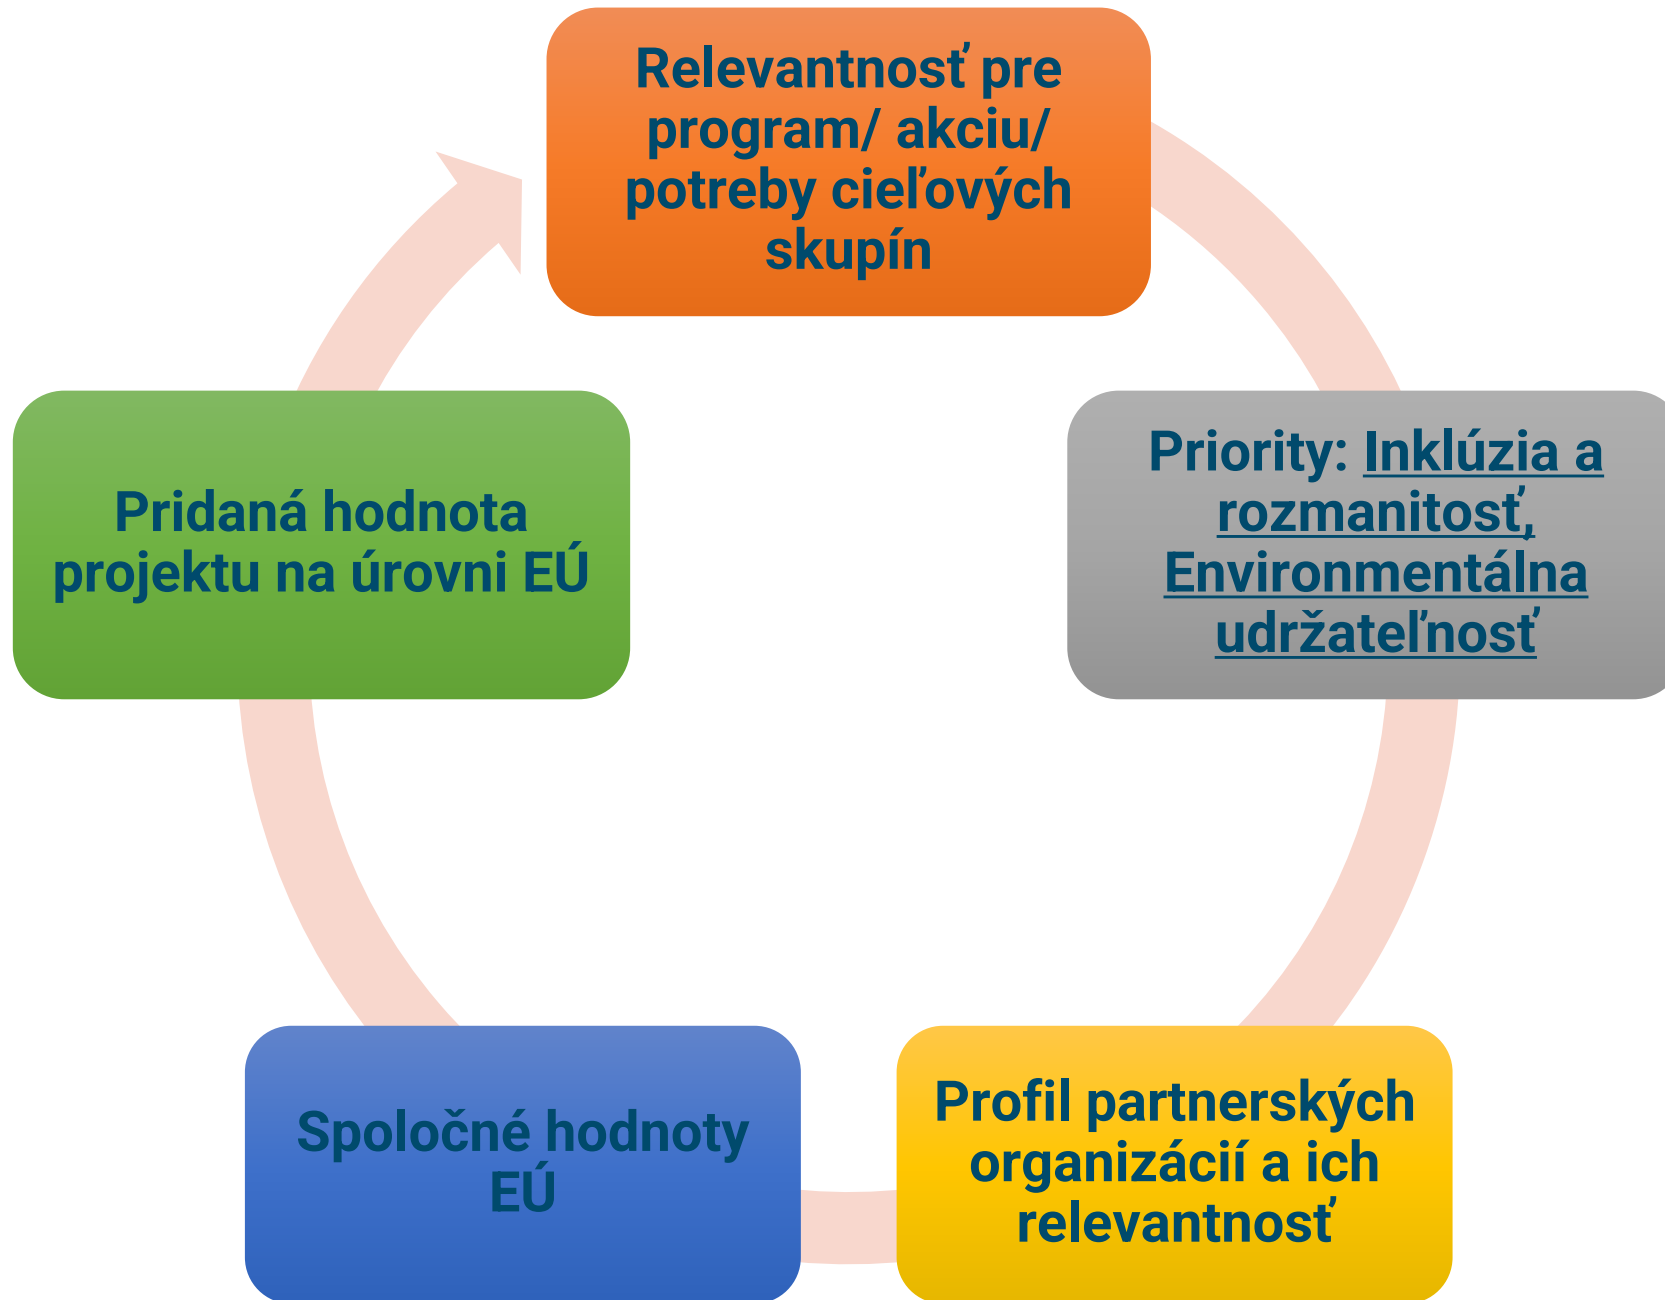 Relevantnosť pre
program/ akciu/
potreby cieľových
skupín
Priority: Inklúzia a
rozmanitosť,
Environmentálna
udržateľnosť
Profil partnerských
organizácií a ich
relevantnosť
Spoločné hodnoty
EÚ
Pridaná hodnota
projektu na úrovni EÚ